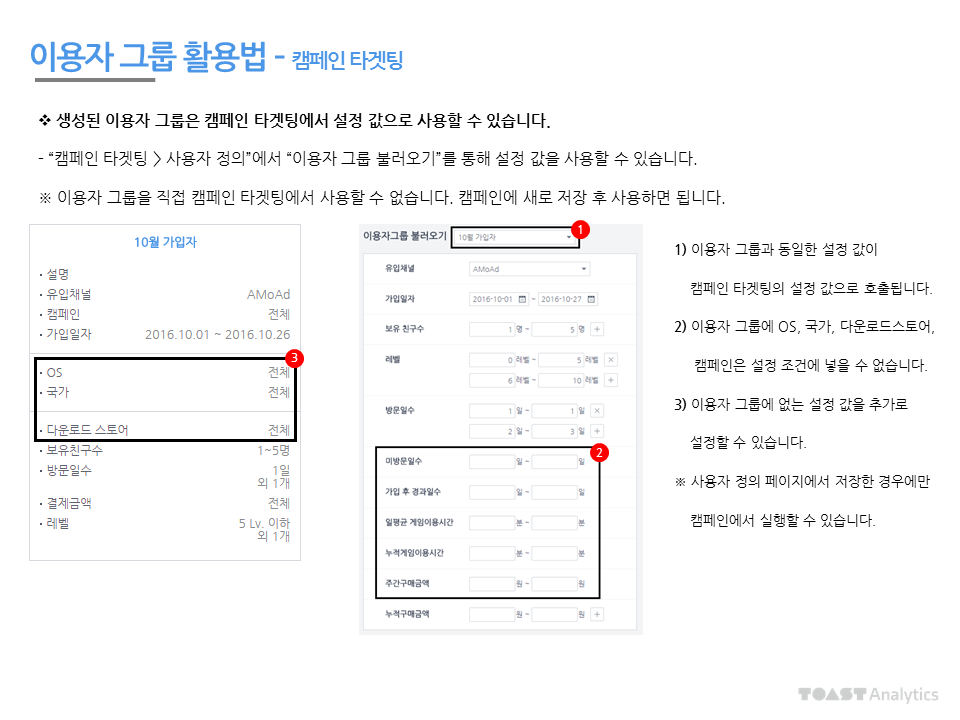 이용자 그룹 활용법 - 캠페인 타겟팅
❖ 생성된 이용자 그룹은 캠페인 타겟팅에서 설정 값으로 사용할 수 있습니다.
- “캠페인 타겟팅 > 사용자 정의”에서 “이용자 그룹 불러오기”를 통해 설정 값을 사용할 수 있습니다.
※ 이용자 그룹을 직접 캠페인 타겟팅에서 사용할 수 없습니다. 캠페인에 새로 저장 후 사용하면 됩니다.
10월 가입자
· 설명
· 유입채널 AMoAd
· 캠페인 전체
· 가입일자 2016.10.01 ~ 2016.10.26
3
· OS 전체
· 국가 전체
· 다운로드 스토어 전체
· 보유친구수 1~5명
· 방문일수 1일
외 1개
· 결제금액 전체
· 레벨 5 Lv. 이하
외 1개
이용자그룹 불러오기 10월 가입자 1
유입채널 AMoAd
가입일자 2016-10-01 ~ 2016-10-27
보유 친구수 1 명 ~ 5 명 +
레벨 0 레벨 ~ 5 레벨 ×
6 레벨 ~ 10 레벨 +
방문일수 1 일 ~ 1 일 ×
2 일 ~ 3 일 +
2
미방문일수 일 ~ 일
가입 후 경과일수 일 ~ 일
일평균 게임이용시간 분 ~ 분
누적게임이용시간 분 ~ 분
주간구매금액 원 ~ 원
누적구매금액 원 ~ 원 +
1) 이용자 그룹과 동일한 설정 값이
캠페인 타겟팅의 설정 값으로 호출됩니다.
2) 이용자 그룹에 OS, 국가, 다운로드스토어,
캠페인은 설정 조건에 넣을 수 없습니다.
3) 이용자 그룹에 없는 설정 값을 추가로
설정할 수 있습니다.
※ 사용자 정의 페이지에서 저장한 경우에만
캠페인에서 실행할 수 있습니다.
TOAST Analytics